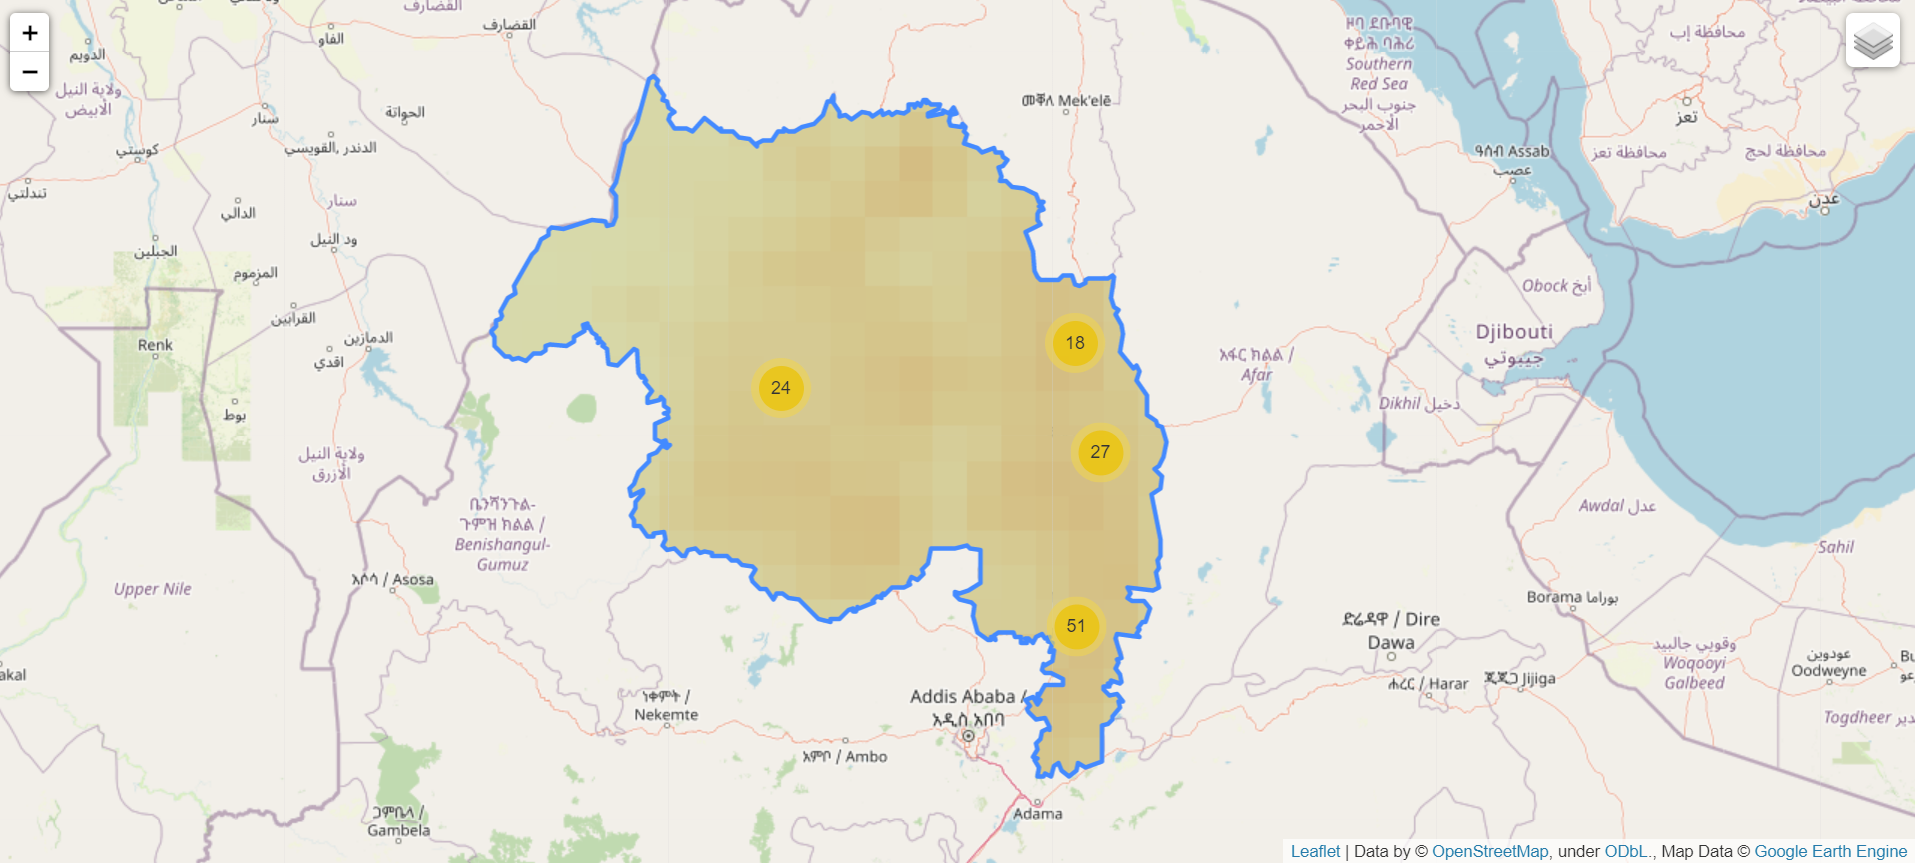 +
−
القضارف
القضارف
الفاو
الدويم
ولاية النيل
الابيض
سنار
الحواتة
كوستي
الدندر ,القويسي
تندلتي
الدالي
سنار
ود النيل
الجبلين
المزموم
القرابين
الدمازين
اقدي
Renk
بوط
ولاية النيل
الأزرق
ቤንሻንጉል-
ጉምዝ ክልል /
Benishangul-
Gumuz
Upper Nile
አሶሳ / Asosa
akal
ነቀምት /
Nekemte
አምቦ / Ambo
ጋምቤላ /
Gambela
Addis Ababa /
አዲስ አበባ
Adama
መቐለ Mek'elē
18
24
27
51
ዞባ ደቡባዊ
ቀይሕ ባሕሪ
Southern
Red Sea
جنوب البحر
الأحمر
ዓሰብ Assab
عصب
محافظة إب
تعز
محافظة تعز
محافظة لحج
عدن
Obock أبخ
Djibouti
جيبوتي
Dikhil دخيل
አፋር ክልል /
Afar
Awdal عدل
Sahil
Borama بوراما
ድሬዳዋ / Dire
Dawa
ሐረር / Harar
ጂጂጋ Jijiga
وقويي جالبيد
Woqooyi
Galbeed
عودوين
Oodweyne
Bu
Togdheer
Leaflet | Data by © OpenStreetMap, under ODbL., Map Data © Google Earth Engine